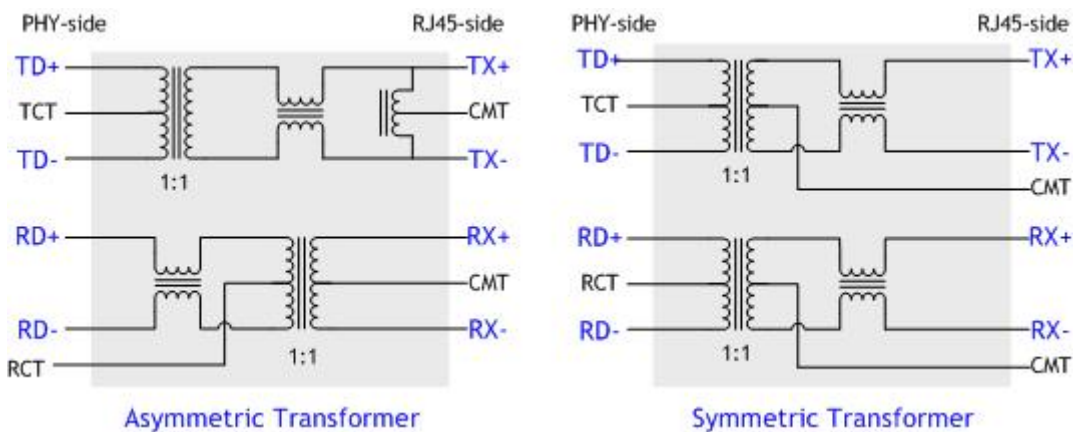 PHY-side RJ45-side PHY-side RJ45-side
TD+ TX+ TD+ TX+
TCT CMT TCT
TD- TX- TD- TX-
1:1 1:1 CMT
RD+ RX+ RD+ RX+
CMT RCT
RD- RX- RD- RX-
RCT 1:1 1:1 CMT
Asymmetric Transformer Symmetric Transformer